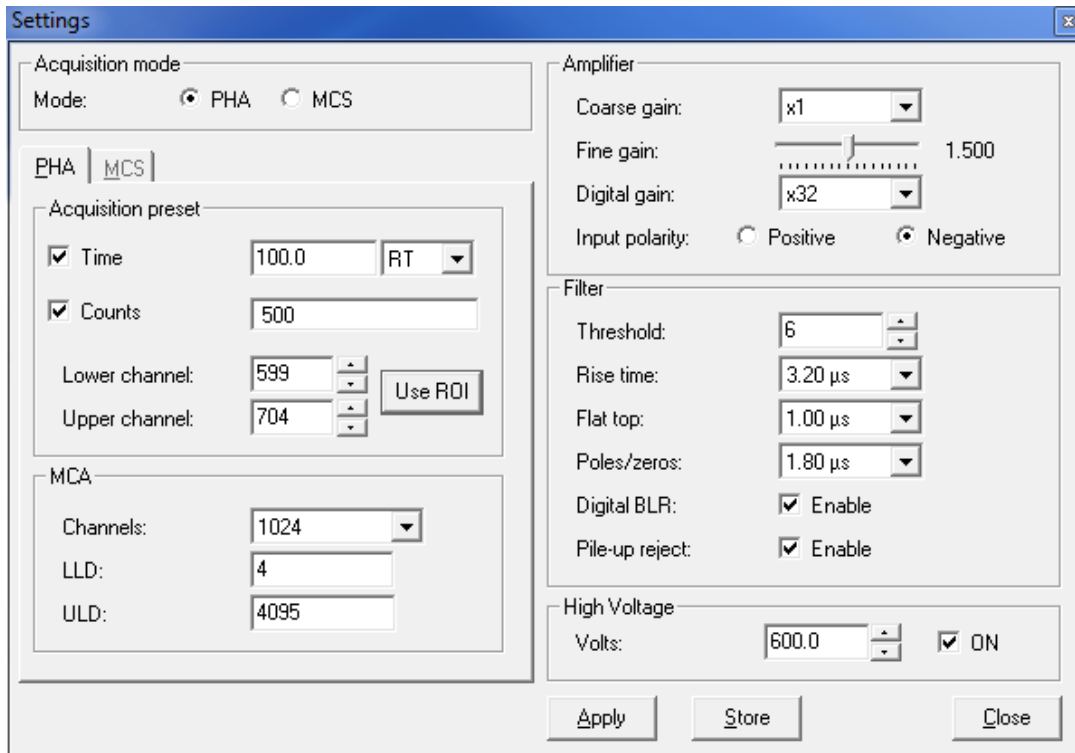 Settings
Acquisition mode
Mode: PHA MCS
PHA MCS
Acquisition preset
Time 100.0 RT
Counts 500
Lower channel: 599
Use ROI
Upper channel: 704
MCA
Channels: 1024
LLD: 4
ULD: 4095
Amplifier
Coarse gain: x1
Fine gain: 1.500
Digital gain: x32
Input polarity: Positive Negative
Filter
Threshold: 6
Rise time: 3.20 µs
Flat top: 1.00 µs
Poles/zeros: 1.80 µs
Digital BLR: Enable
Pile-up reject: Enable
High Voltage
Volts: 600.0 ON
Apply Store Close